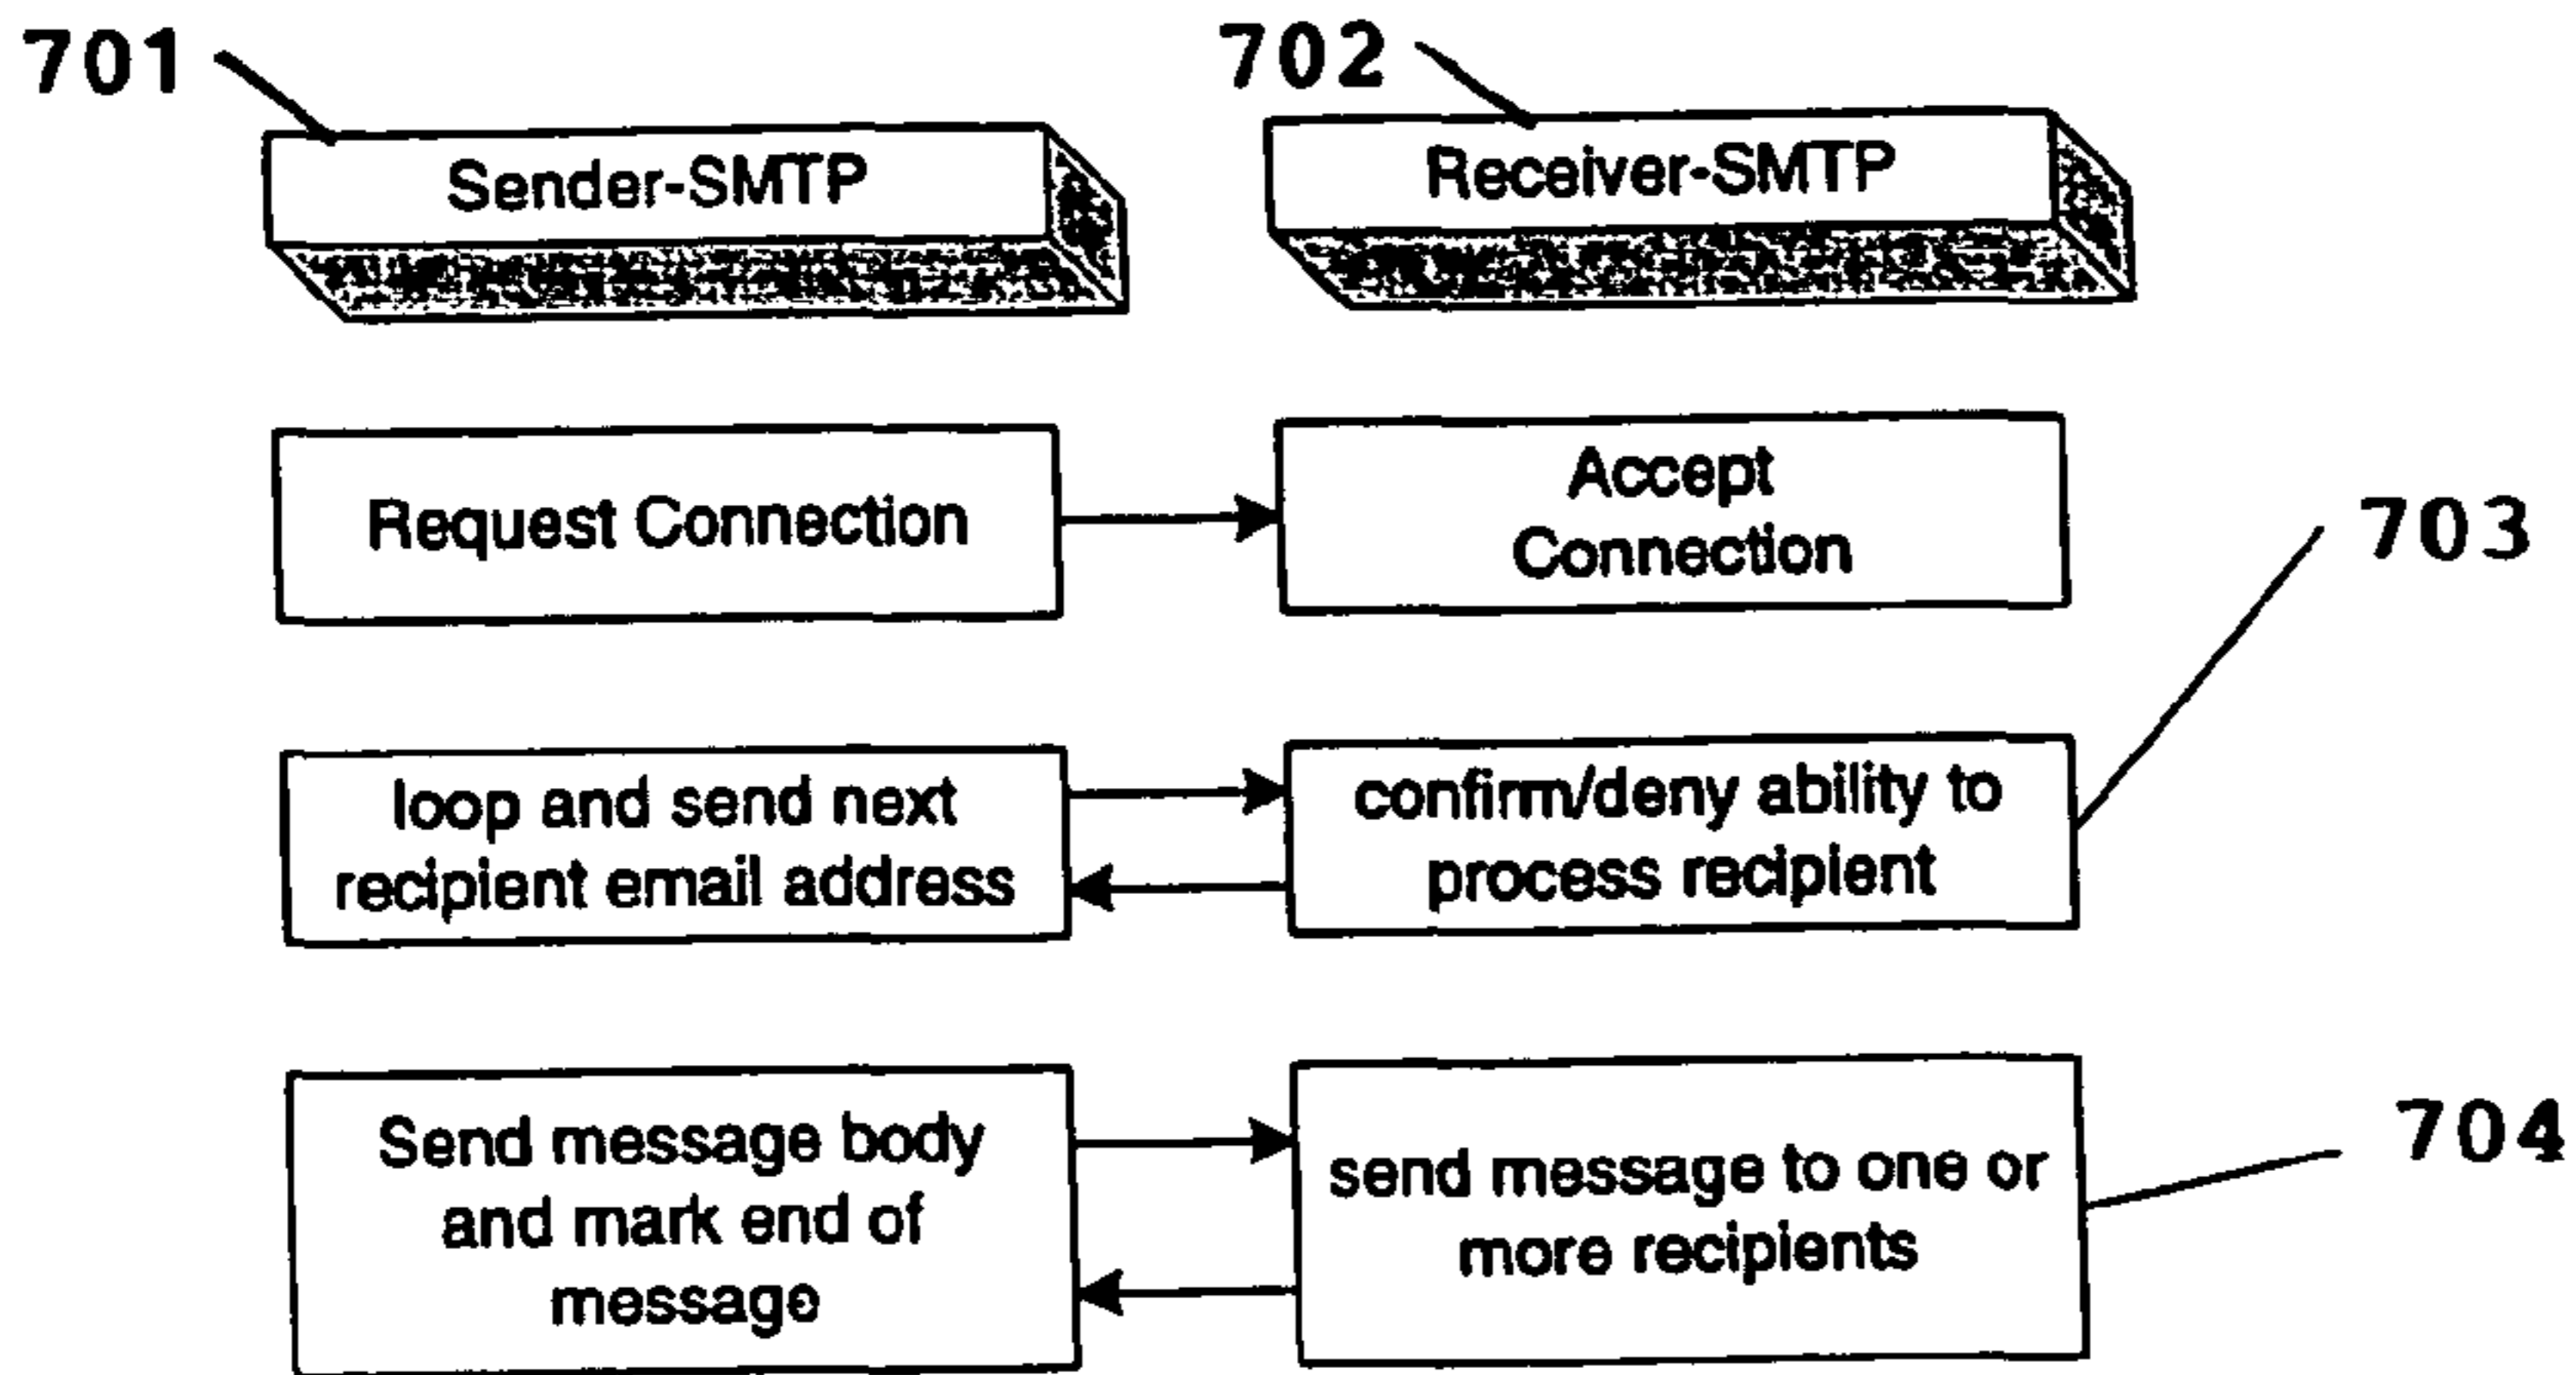 701
702
Sender-SMTP
Receiver-SMTP
Request Connection
Accept
Connection
703
loop and send next
recipient email address
confirm/deny ability to
process recipient
Send message body
and mark end of
message
send message to one or
more recipients
704